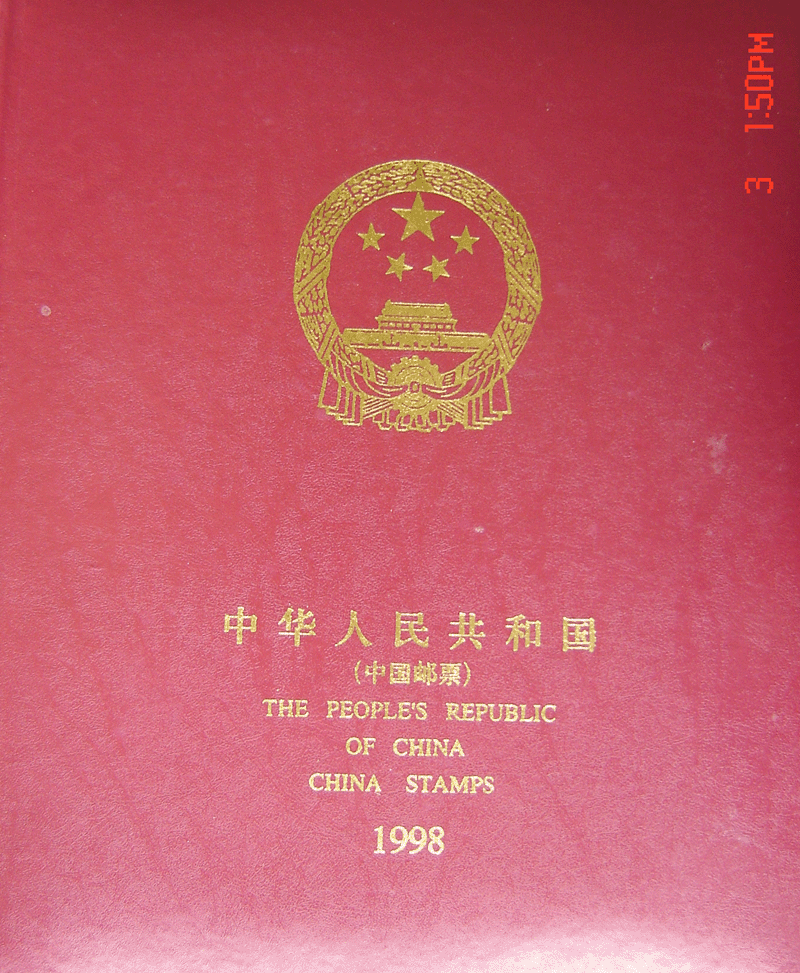 3 1:50PM
中华人民共和国
(中国邮票)
THE PEOPLE'S REPUBLIC
OF CHINA
CHINA STAMPS
1998